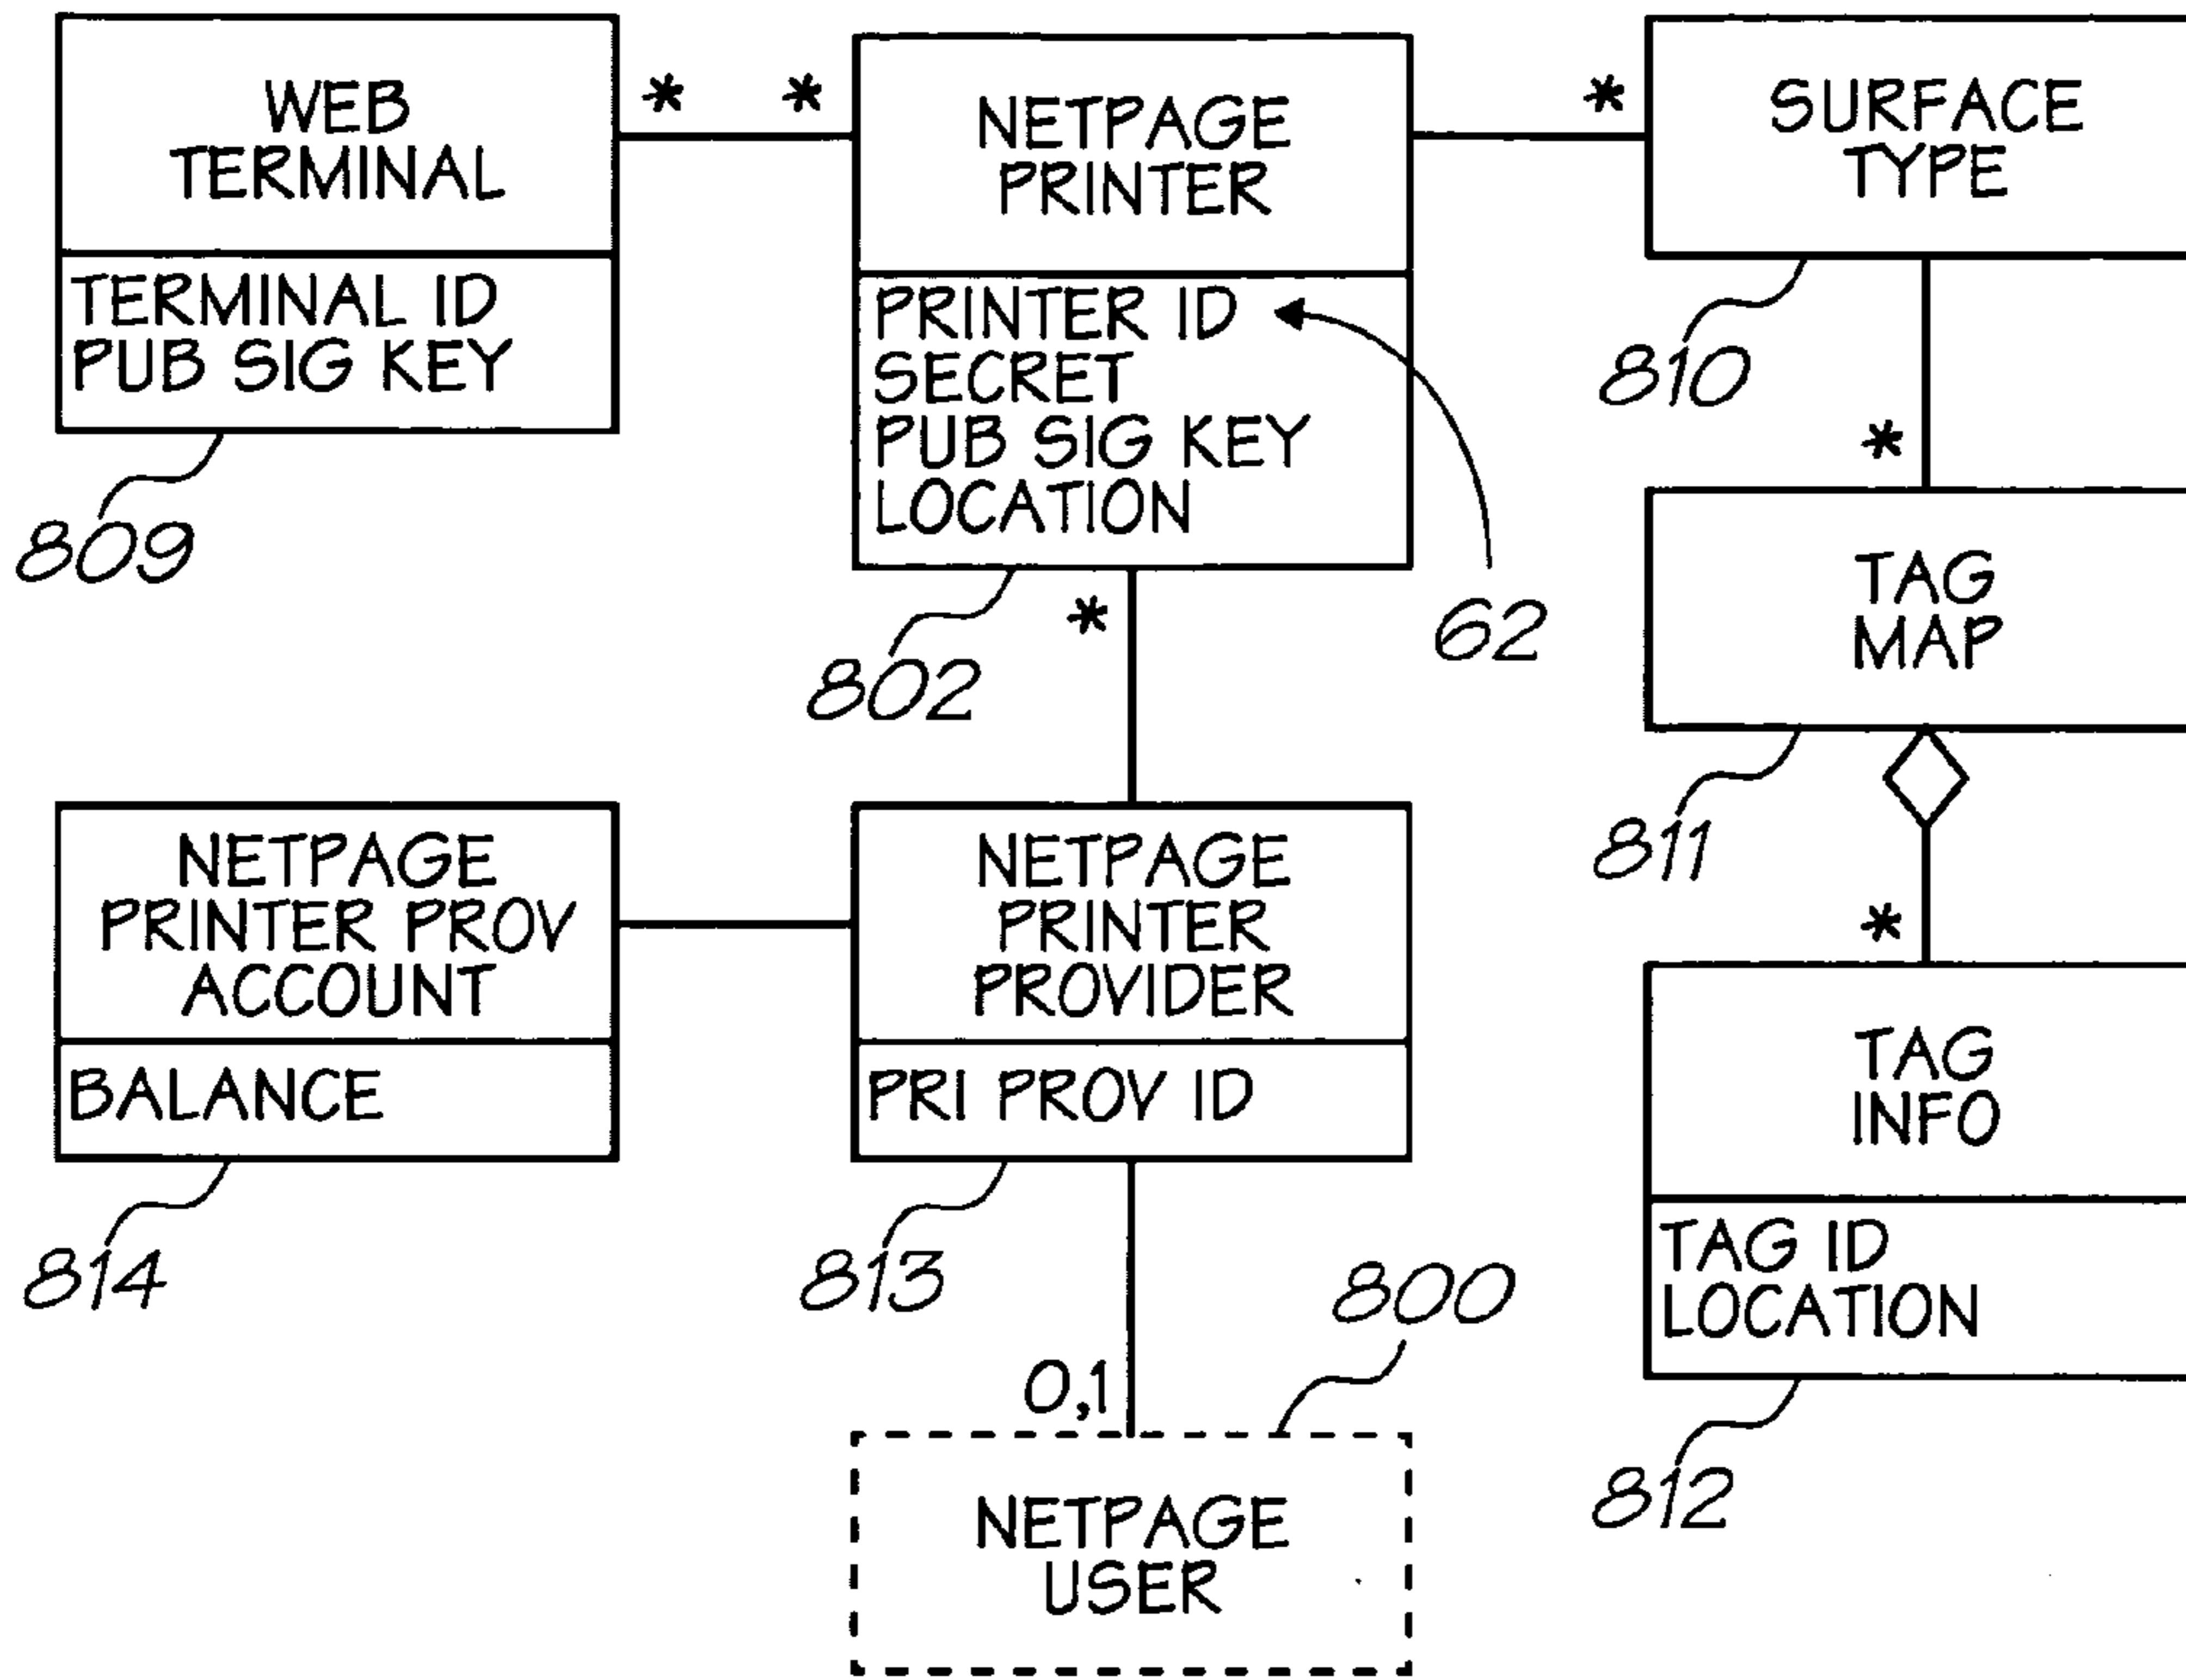 WEB
TERMINAL
TERMINAL ID
PUB SIG KEY
809
*
*
NETPAGE
PRINTER
PRINTER ID
SECRET
PUB SIG KEY
LOCATION
62
802
*
*
SURFACE
TYPE
810
*
TAG
MAP
811
*
TAG
INFO
TAG ID
LOCATION
812
NETPAGE
PRINTER PROV
ACCOUNT
BALANCE
814
NETPAGE
PRINTER
PROVIDER
PRI PROV ID
813
0,1
800
NETPAGE
USER